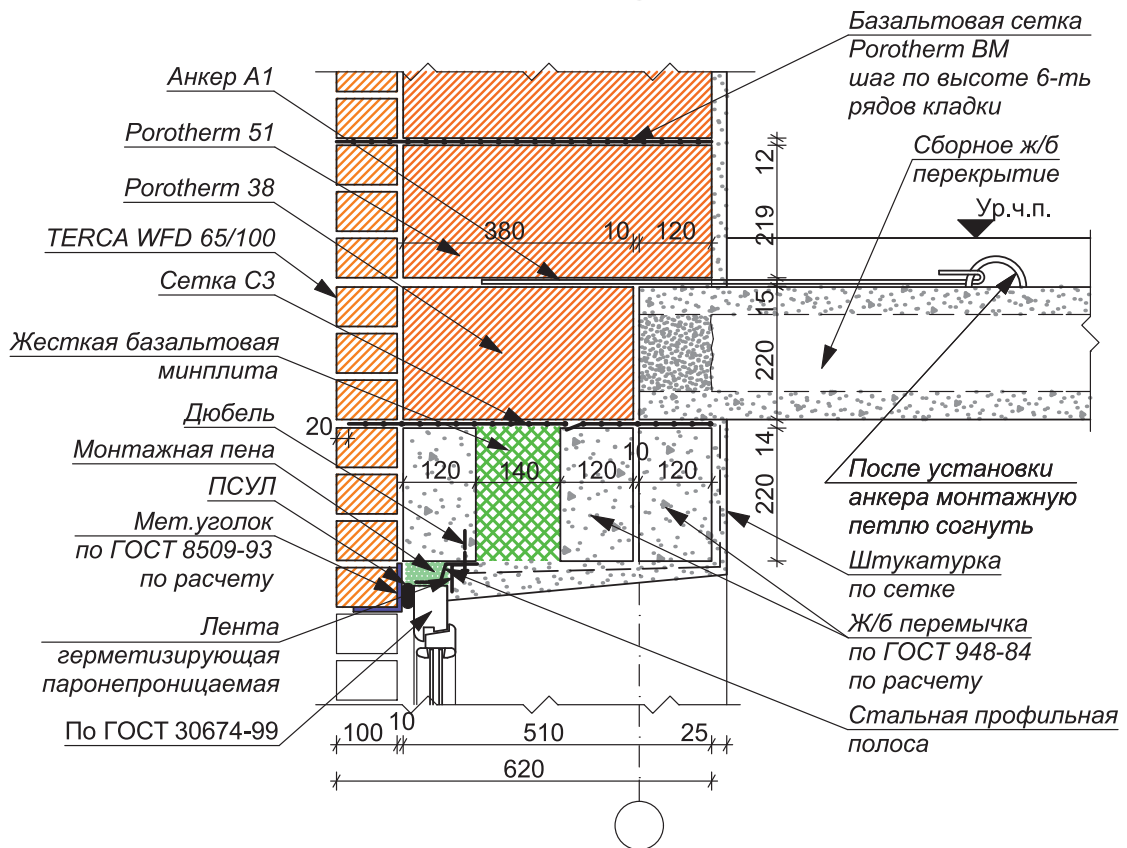 Базальтовая сетка
Porotherm BM
шаг по высоте 6-ть
рядов кладки
Анкер А1
Porotherm 51
Porotherm 38
TERCA WFD 65/100
Сетка С3
Жесткая базальтовая
минплита
Дюбель
Монтажная пена
ПСУЛ
Мет.уголок
по ГОСТ 8509-93
по расчету
Лента
герметизирующая
паронепроницаемая
По ГОСТ 30674-99
Сборное ж/б
перекрытие
Ур.ч.п.
12
219
15
220
14
220
380
10
120
20
120
140
120
10
120
После установки
анкера монтажную
петлю согнуть
Штукатурка
по сетке
Ж/б перемычка
по ГОСТ 948-84
по расчету
Стальная профильная
полоса
100
10
510
25
620